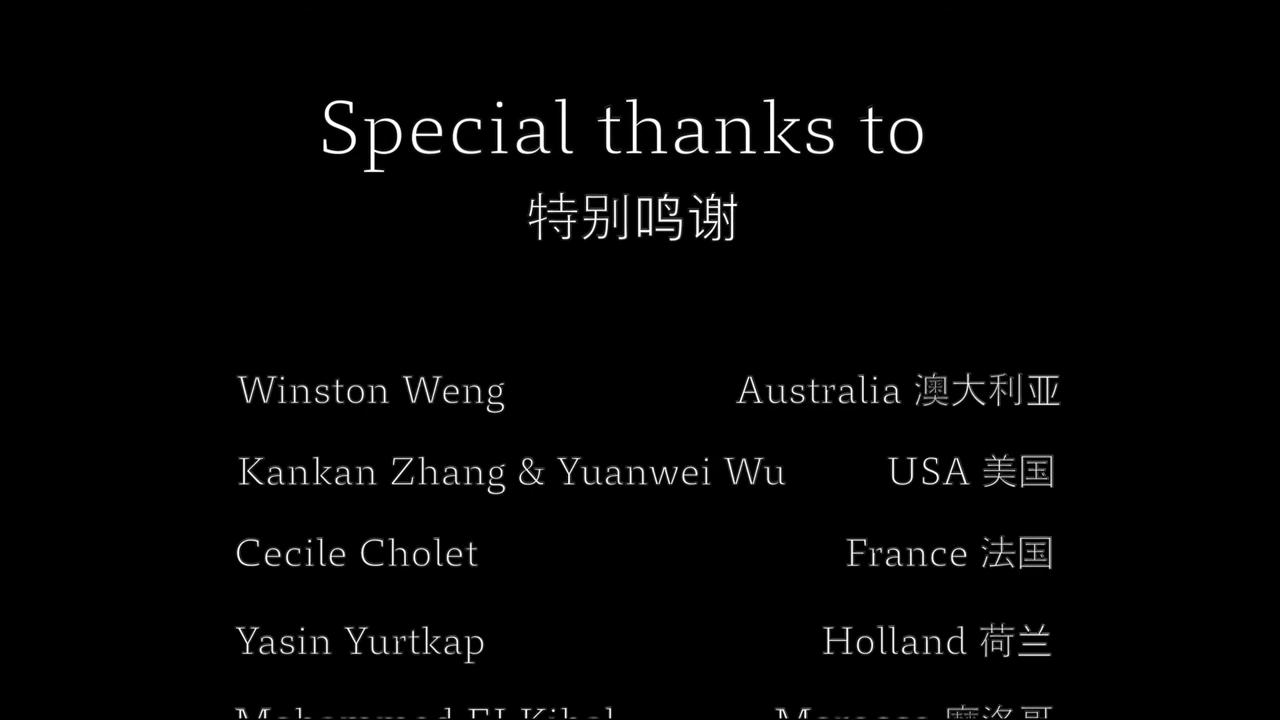 Special thanks to
特别鸣谢
Winston Weng Australia 澳大利亚
Kankan Zhang & Yuanwei Wu USA 美国
Cecile Cholet France 法国
Yasin Yurtkap Holland 荷兰